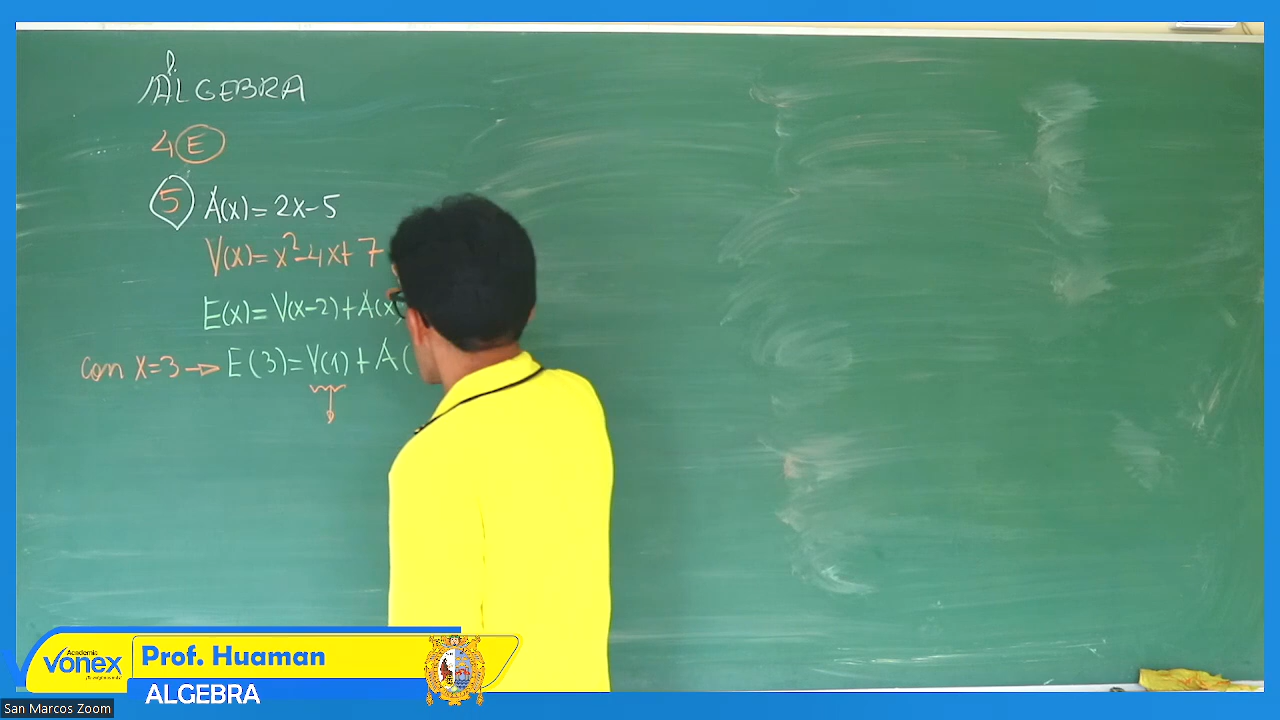 ALGEBRA
4 E
5 A(x) = 2x-5
V(x) = x²-4x+7
E(x) = V(x-2) + A(x
con x=3 → E(3) = V(1) + A(
Academia
vonex
Prof. Huaman
ALGEBRA
San Marcos Zoom